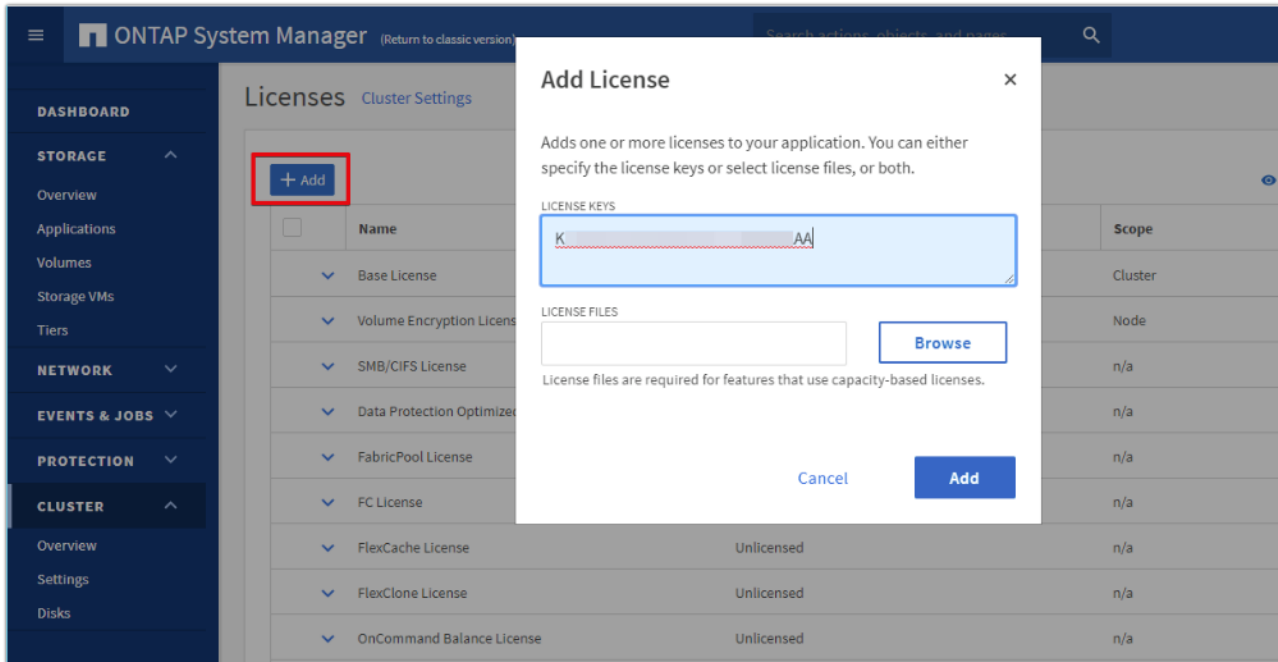 ONTAP System Manager (Return to classic version)
Search actions, objects, and pages
DASHBOARD
STORAGE
Overview
Applications
Volumes
Storage VMs
Tiers
NETWORK
EVENTS & JOBS
PROTECTION
CLUSTER
Overview
Settings
Disks
Licenses Cluster Settings
+ Add
Name Scope
Base License Cluster
Volume Encryption Node
SMB/CIFS License n/a
Data Protection Optimized n/a
FabricPool License n/a
FC License n/a
FlexCache License Unlicensed n/a
FlexClone License Unlicensed n/a
OnCommand Balance License Unlicensed n/a
Add License
Adds one or more licenses to your application. You can either
specify the license keys or select license files, or both.
LICENSE KEYS
K AA
LICENSE FILES
Browse
License files are required for features that use capacity-based licenses.
Cancel Add